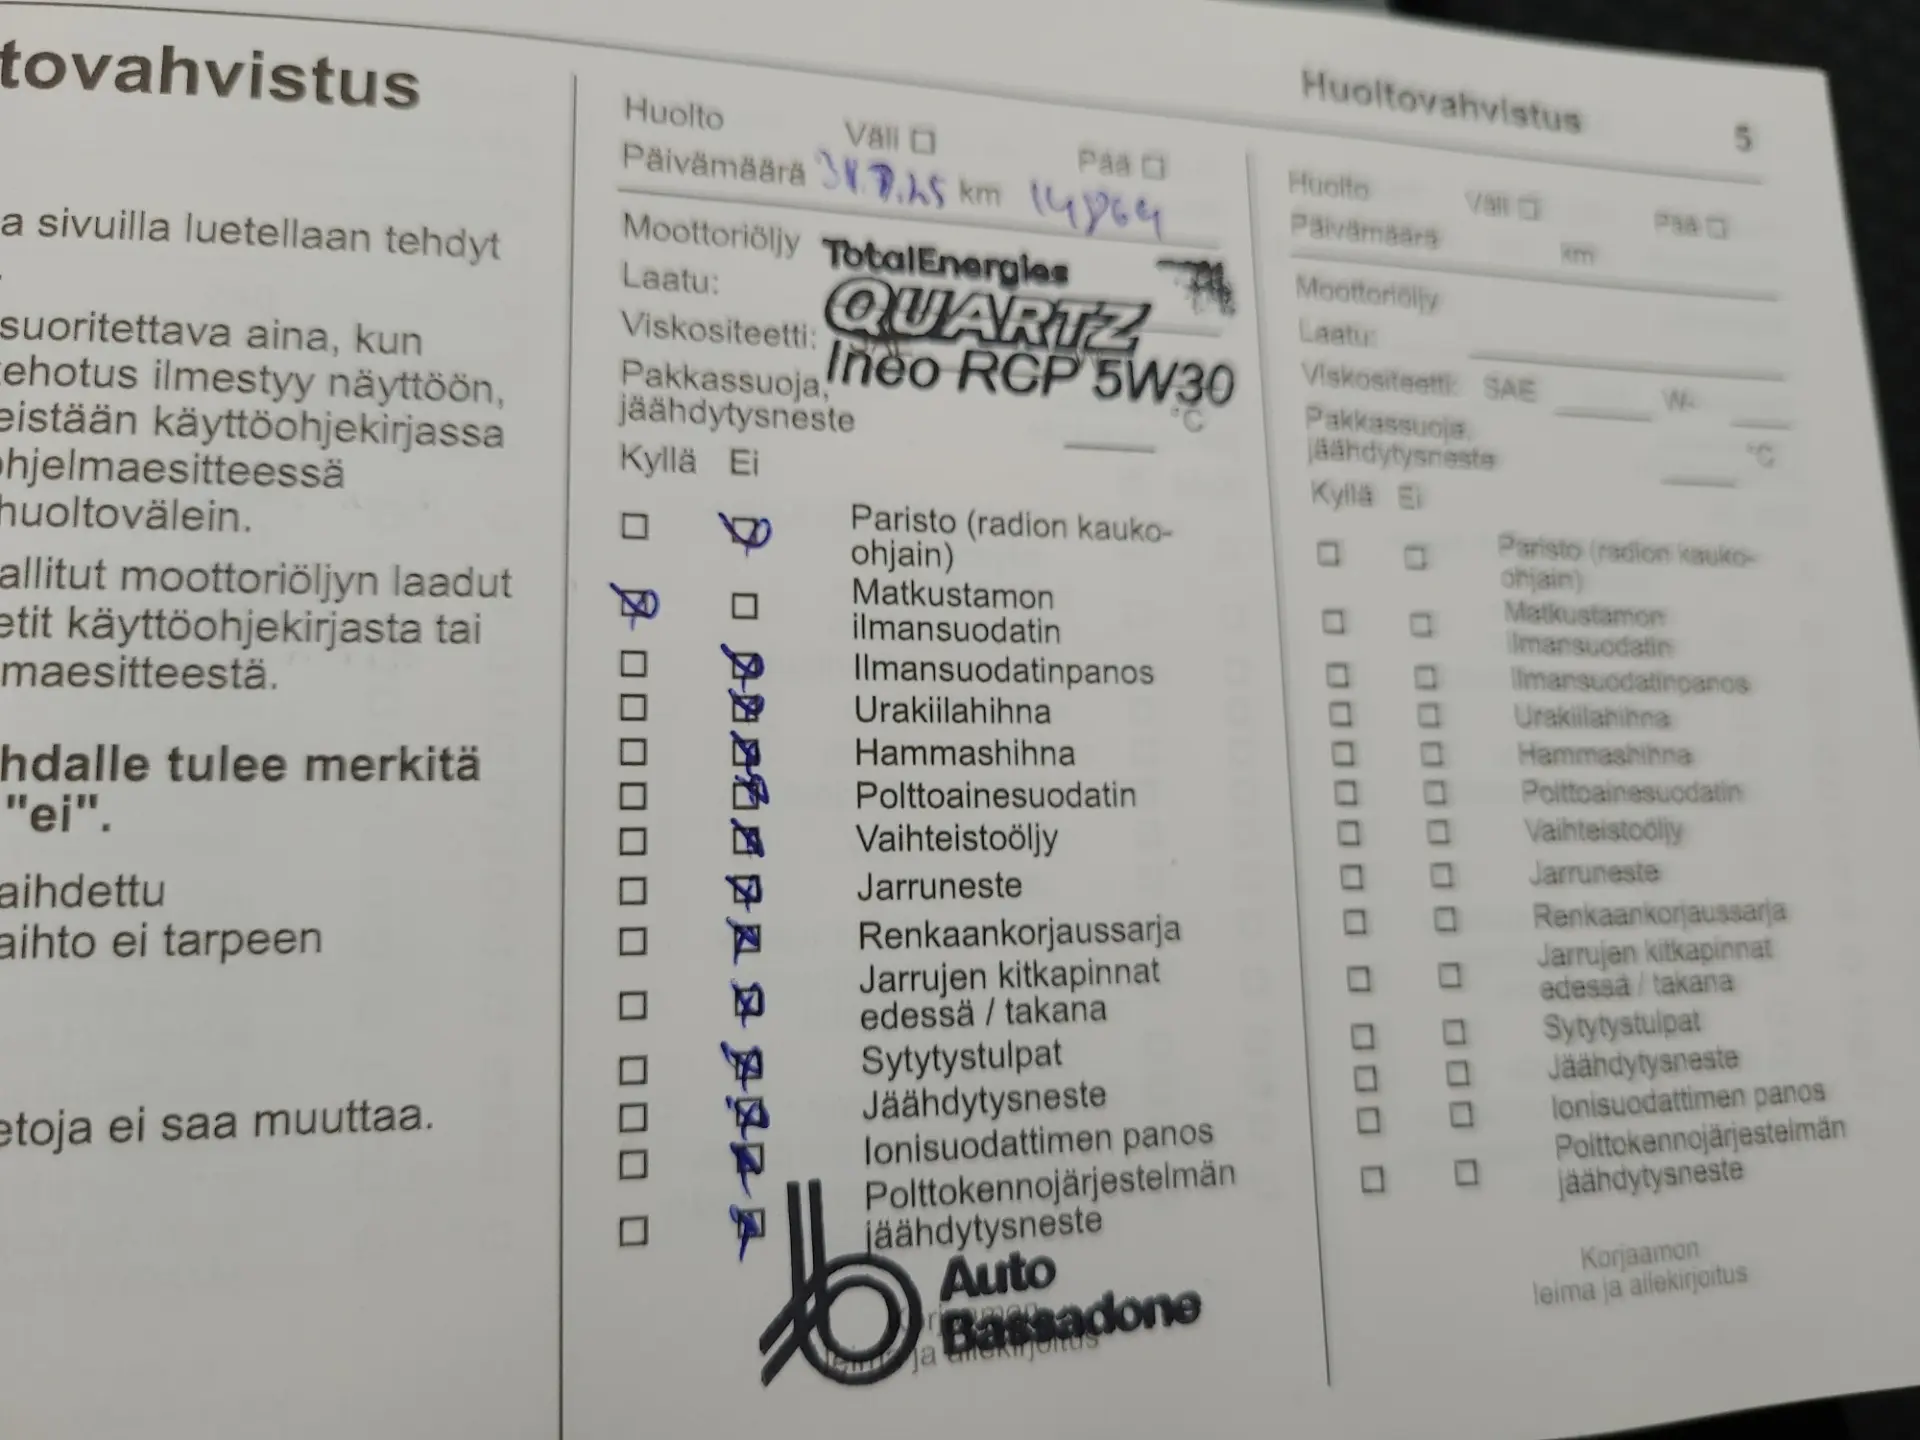 tovahvistus
a sivuilla luetellaan tehdyt
suoritettava aina, kun
ehotus ilmestyy näyttöön,
eistään käyttöohjekirjassa
hjelmaesitteessä
huoltovälein.
allitut moottoriöljyn laadut
etit käyttöohjekirjasta tai
maesitteestä.
hdalle tulee merkitä
"ei".
aihdettu
aihto ei tarpeen
etoja ei saa muuttaa.
Huolto Väli Pää
Päivämäärä km
Moottoriöljy TotalEnergies
Laatu: QUARTZ
Viskositeetti: Ineo RCP 5W30
Pakkassuoja,
jäähdytysneste °C
Kyllä Ei
Paristo (radion kauko-
ohjain)
Matkustamon
ilmansuodatin
Ilmansuodatinpanos
Urakiilahihna
Hammashihna
Polttoainesuodatin
Vaihteistoöljy
Jarruneste
Renkaankorjaussarja
Jarrujen kitkapinnat
edessä / takana
Sytytystulpat
Jäähdytysneste
Ionisuodattimen panos
Polttokennojärjestelmän
jäähdytysneste
Auto
Bassadone
Korjaamon
leima ja allekirjoitus
Huoltovahvistus 5
Huolto Väli Pää
Päivämäärä km
Moottoriöljy
Laatu:
Viskositeetti: SAE W-
Pakkassuoja,
jäähdytysneste °C
Kyllä Ei
Paristo (radion kauko-
ohjain)
Matkustamon
ilmansuodatin
Ilmansuodatinpanos
Urakiilahihna
Hammashihna
Polttoainesuodatin
Vaihteistoöljy
Jarruneste
Renkaankorjaussarja
Jarrujen kitkapinnat
edessä / takana
Sytytystulpat
Jäähdytysneste
Ionisuodattimen panos
Polttokennojärjestelmän
jäähdytysneste
Korjaamon
leima ja allekirjoitus